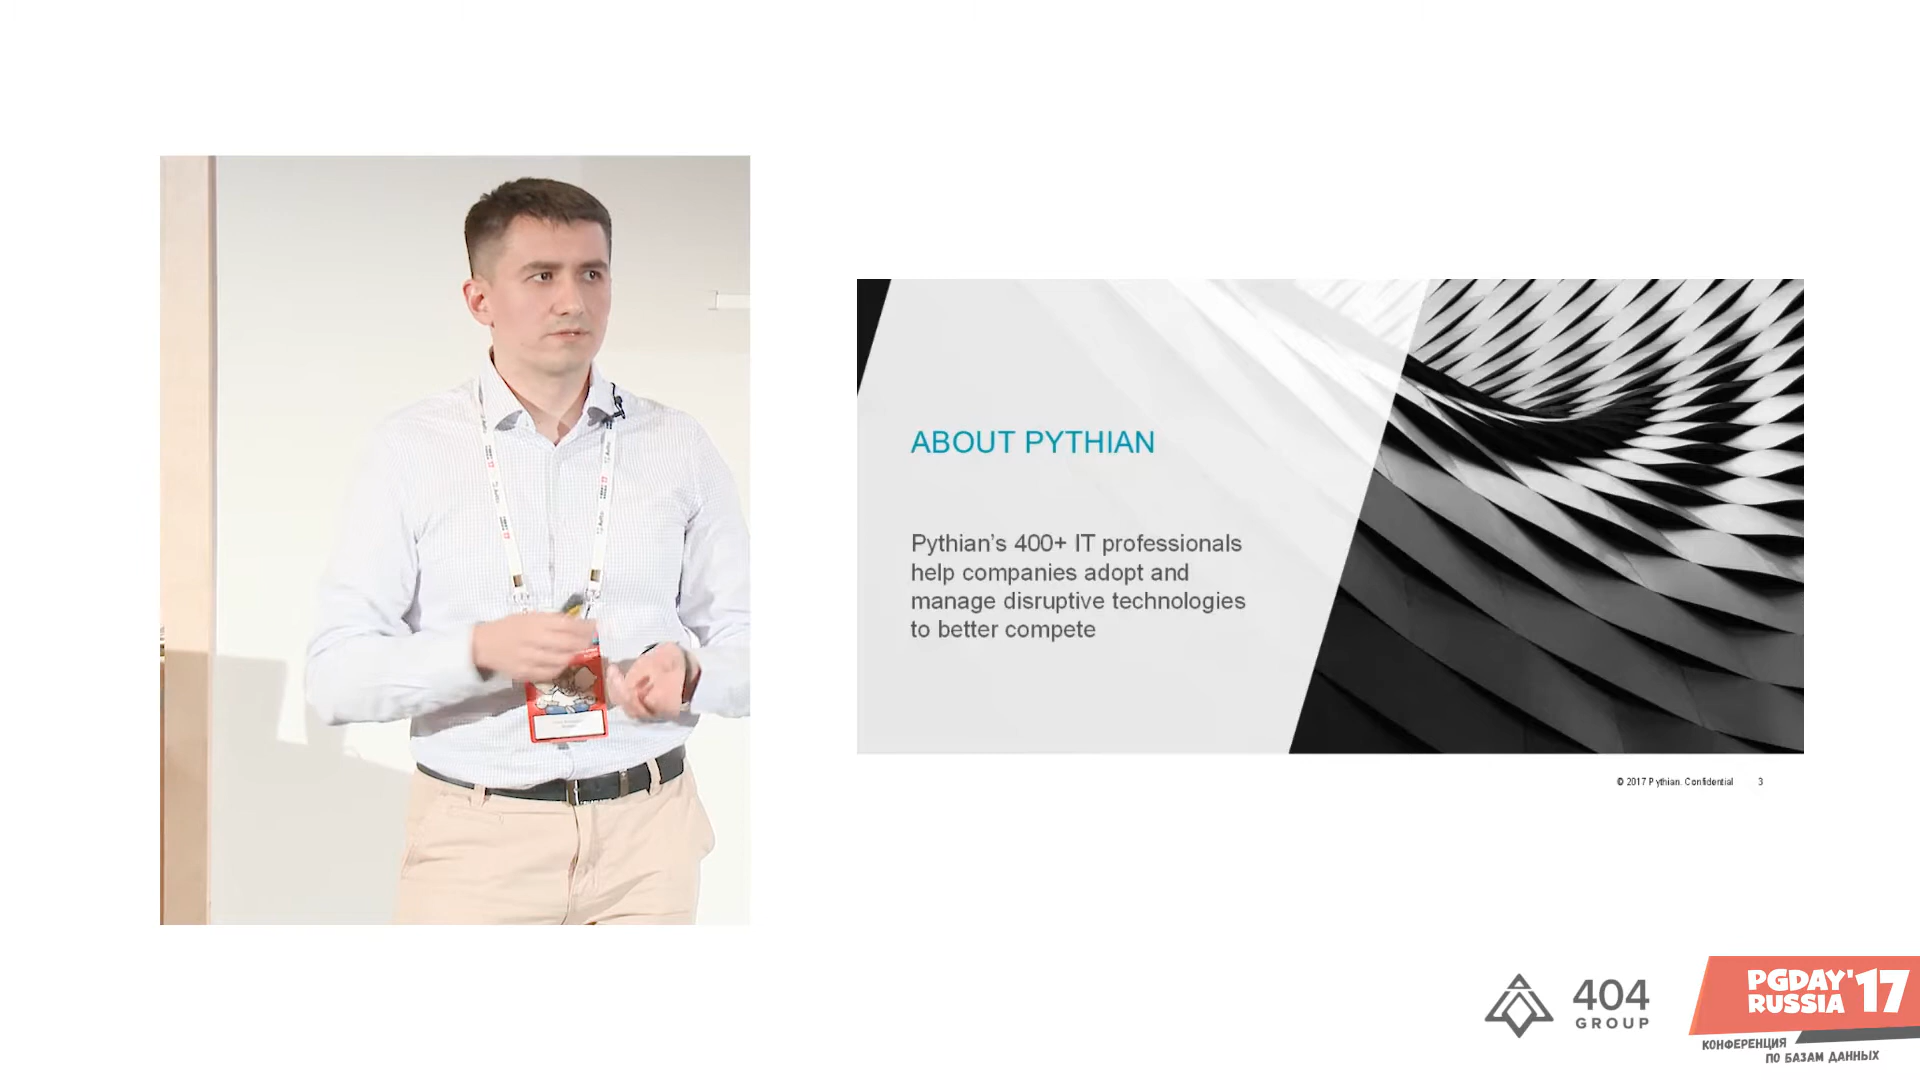 ABOUT PYTHIAN
Pythian's 400+ IT professionals
help companies adopt and
manage disruptive technologies
to better compete
© 2017 Pythian. Confidential 3
404
GROUP
PGDAY'17
RUSSIA
КОНФЕРЕНЦИЯ
ПО БАЗАМ ДАННЫХ